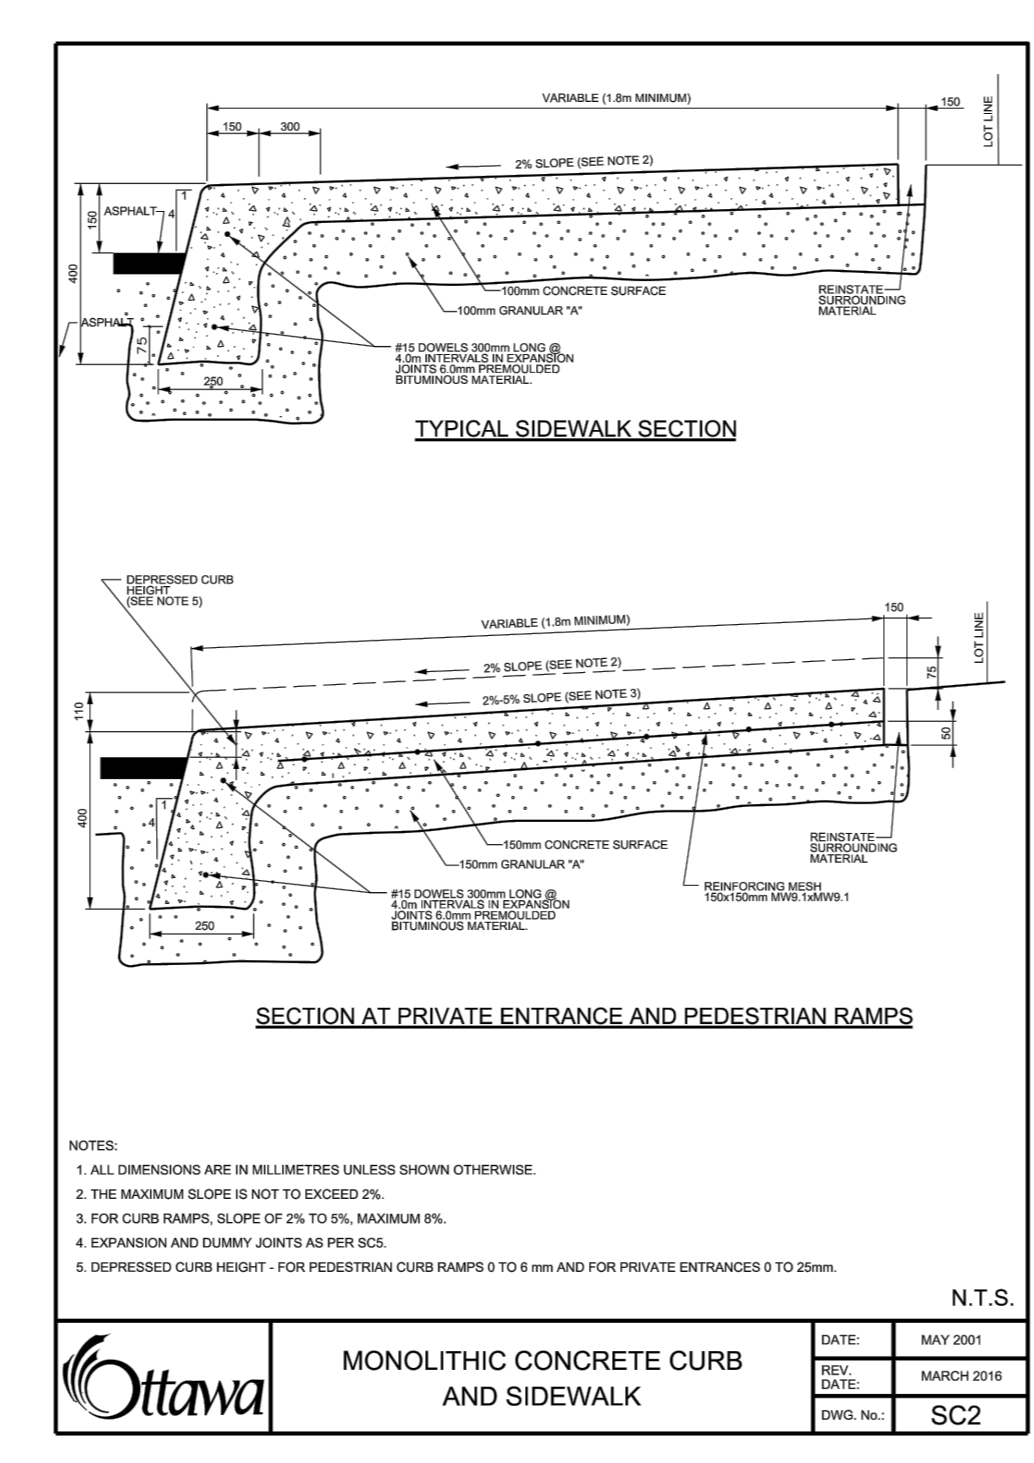 VARIABLE (1.8m MINIMUM)
150
LOT LINE
150
300
2% SLOPE (SEE NOTE 2)
1
4
ASPHALT
150
400
ASPHALT
75
250
100mm CONCRETE SURFACE
100mm GRANULAR "A"
REINSTATE
SURROUNDING
MATERIAL
#15 DOWELS 300mm LONG @
4.0m INTERVALS IN EXPANSION
JOINTS 6.0mm PREMOULDED
BITUMINOUS MATERIAL.
TYPICAL SIDEWALK SECTION
DEPRESSED CURB
HEIGHT
(SEE NOTE 5)
VARIABLE (1.8m MINIMUM)
150
LOT LINE
2% SLOPE (SEE NOTE 2)
75
2%-5% SLOPE (SEE NOTE 3)
110
50
1
4
400
250
150mm CONCRETE SURFACE
150mm GRANULAR "A"
REINSTATE
SURROUNDING
MATERIAL
REINFORCING MESH
150x150mm MW9.1xMW9.1
#15 DOWELS 300mm LONG @
4.0m INTERVALS IN EXPANSION
JOINTS 6.0mm PREMOULDED
BITUMINOUS MATERIAL.
SECTION AT PRIVATE ENTRANCE AND PEDESTRIAN RAMPS
NOTES:
1. ALL DIMENSIONS ARE IN MILLIMETRES UNLESS SHOWN OTHERWISE.
2. THE MAXIMUM SLOPE IS NOT TO EXCEED 2%.
3. FOR CURB RAMPS, SLOPE OF 2% TO 5%, MAXIMUM 8%.
4. EXPANSION AND DUMMY JOINTS AS PER SC5.
5. DEPRESSED CURB HEIGHT - FOR PEDESTRIAN CURB RAMPS 0 TO 6 mm AND FOR PRIVATE ENTRANCES 0 TO 25mm.
N.T.S.
Ottawa
MONOLITHIC CONCRETE CURB
AND SIDEWALK
DATE: MAY 2001
REV.
DATE: MARCH 2016
DWG. No.: SC2